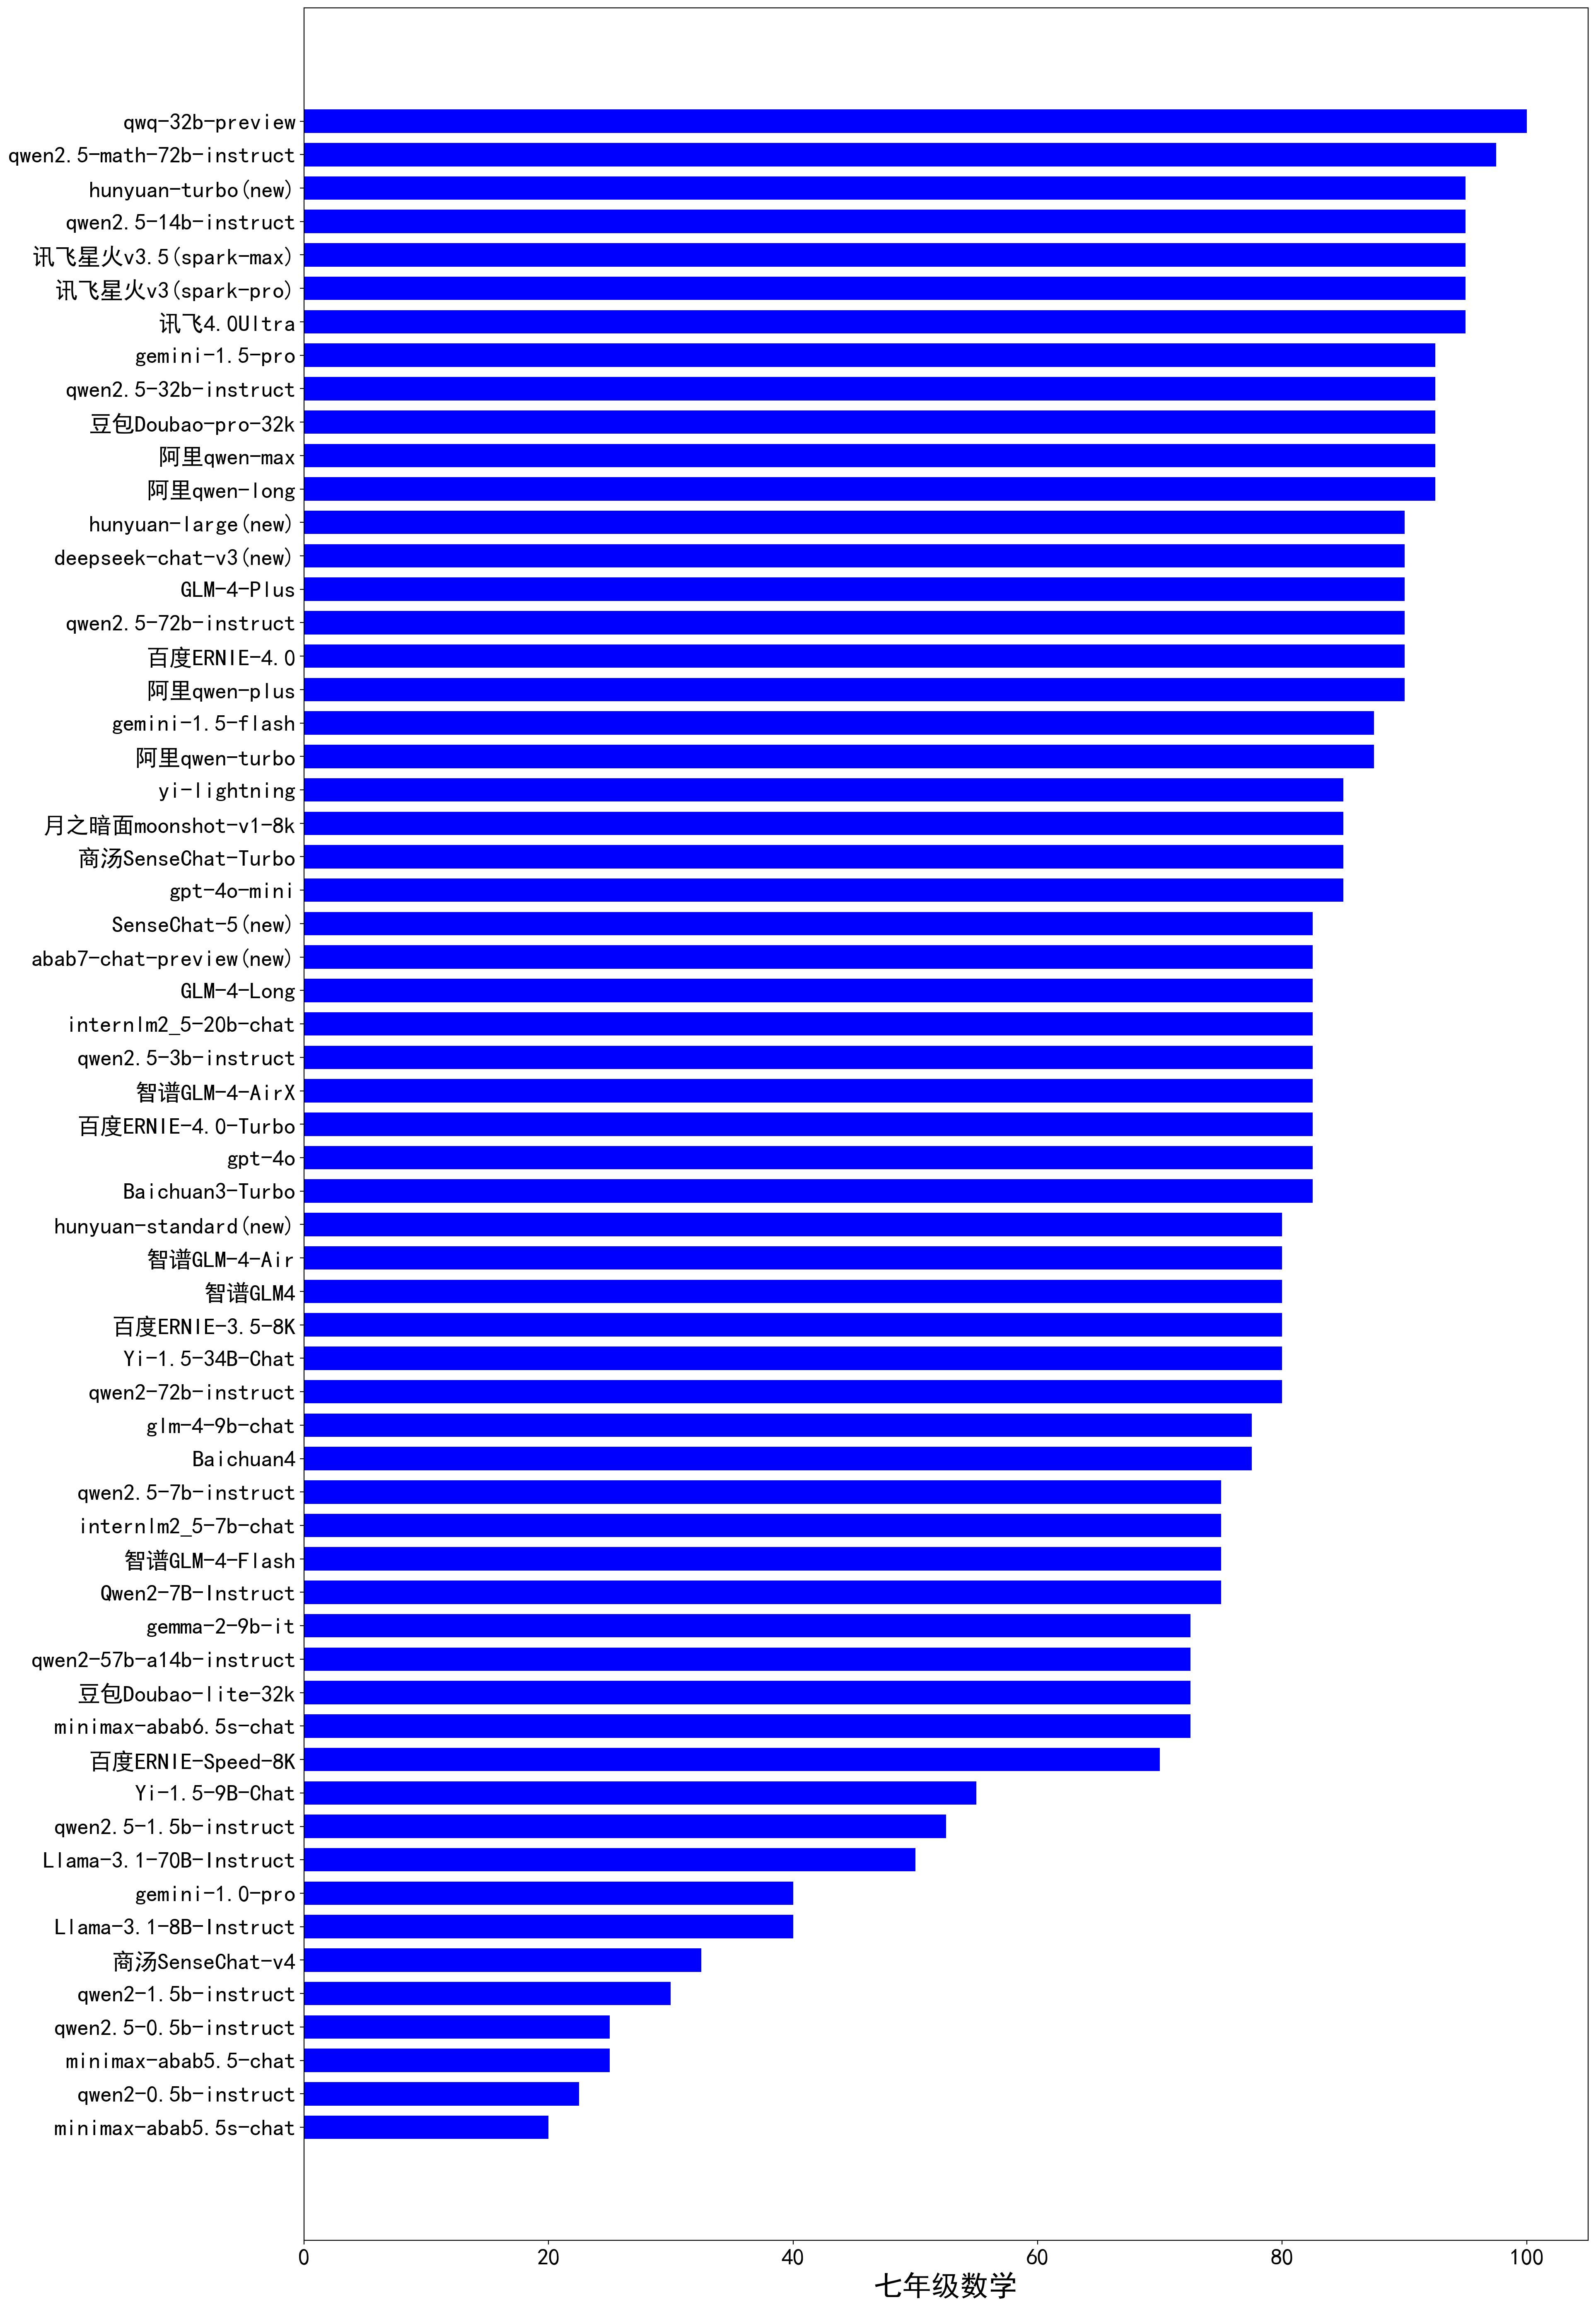 qwq-32b-preview
qwen2.5-math-72b-instruct
hunyuan-turbo(new)
qwen2.5-14b-instruct
讯飞星火v3.5(spark-max)
讯飞星火v3(spark-pro)
讯飞4.0Ultra
gemini-1.5-pro
qwen2.5-32b-instruct
豆包Doubao-pro-32k
阿里qwen-max
阿里qwen-long
hunyuan-large(new)
deepseek-chat-v3(new)
GLM-4-Plus
qwen2.5-72b-instruct
百度ERNIE-4.0
阿里qwen-plus
gemini-1.5-flash
阿里qwen-turbo
yi-lightning
月之暗面moonshot-v1-8k
商汤SenseChat-Turbo
gpt-4o-mini
SenseChat-5(new)
abab7-chat-preview(new)
GLM-4-Long
internlm2_5-20b-chat
qwen2.5-3b-instruct
智谱GLM-4-AirX
百度ERNIE-4.0-Turbo
gpt-4o
Baichuan3-Turbo
hunyuan-standard(new)
智谱GLM-4-Air
智谱GLM4
百度ERNIE-3.5-8K
Yi-1.5-34B-Chat
qwen2-72b-instruct
glm-4-9b-chat
Baichuan4
qwen2.5-7b-instruct
internlm2_5-7b-chat
智谱GLM-4-Flash
Qwen2-7B-Instruct
gemma-2-9b-it
qwen2-57b-a14b-instruct
豆包Doubao-lite-32k
minimax-abab6.5s-chat
百度ERNIE-Speed-8K
Yi-1.5-9B-Chat
qwen2.5-1.5b-instruct
Llama-3.1-70B-Instruct
gemini-1.0-pro
Llama-3.1-8B-Instruct
商汤SenseChat-v4
qwen2-1.5b-instruct
qwen2.5-0.5b-instruct
minimax-abab5.5-chat
qwen2-0.5b-instruct
minimax-abab5.5s-chat
0 20 40 60 80 100
七年级数学